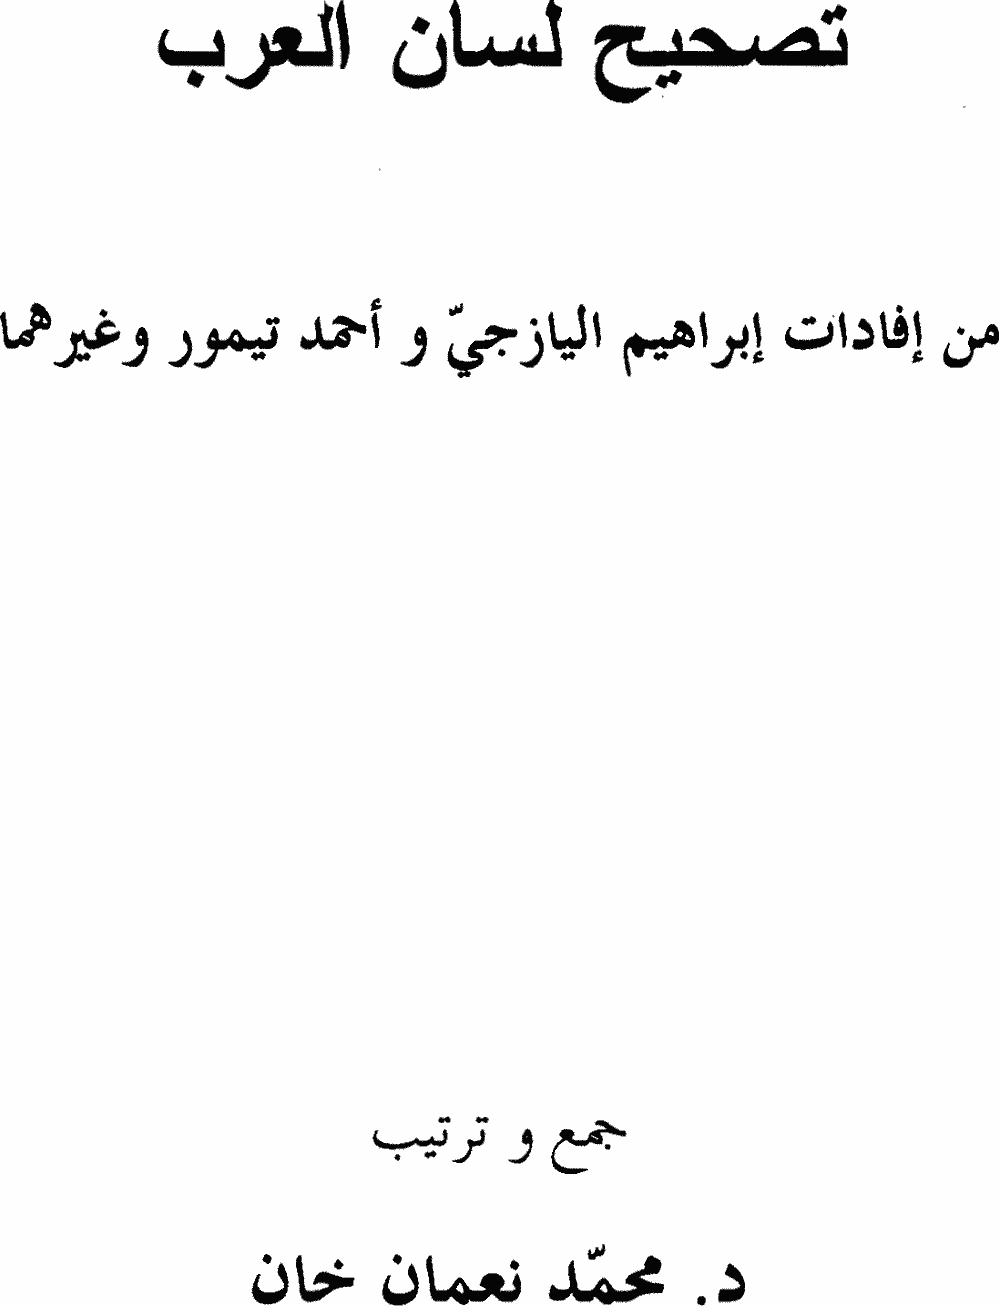 تصحيح لسان العرب
من إفادات إبراهيم اليازجيّ و أحمد تيمور وغيرهما
جمع و ترتيب
د. محمّد نعمان خان